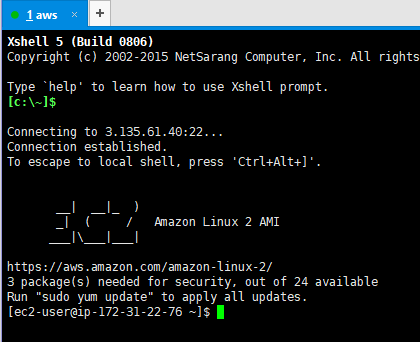 1 aws × +
Xshell 5 (Build 0806)
Copyright (c) 2002-2015 NetSarang Computer, Inc. All rights
Type `help' to learn how to use Xshell prompt.
[c:\~]$
Connecting to 3.135.61.40:22...
Connection established.
To escape to local shell, press 'Ctrl+Alt+]'.
__|  __|_  )
_|  (     /   Amazon Linux 2 AMI
___|\___|___|
https://aws.amazon.com/amazon-linux-2/
3 package(s) needed for security, out of 24 available
Run "sudo yum update" to apply all updates.
[ec2-user@ip-172-31-22-76 ~]$